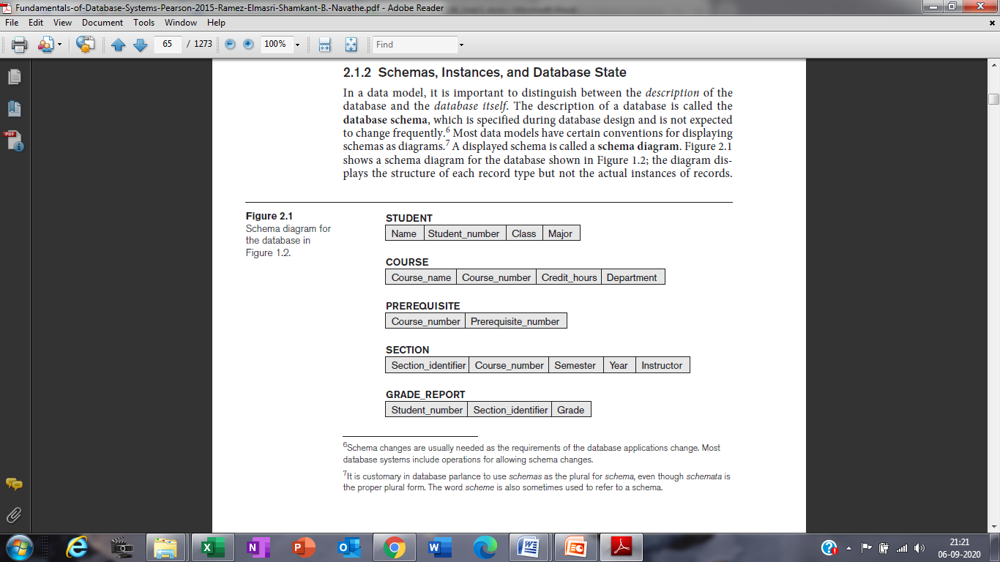 Fundamentals-of-Database-Systems-Pearson-2015-Ramez-Elmasri-Shamkant-B.-Navathe.pdf - Adobe Reader
File Edit View Document Tools Window Help
65 / 1273 100% Find
2.1.2 Schemas, Instances, and Database State
In a data model, it is important to distinguish between the description of the
database and the database itself. The description of a database is called the
database schema, which is specified during database design and is not expected
to change frequently.6 Most data models have certain conventions for displaying
schemas as diagrams.7 A displayed schema is called a schema diagram. Figure 2.1
shows a schema diagram for the database shown in Figure 1.2; the diagram dis-
plays the structure of each record type but not the actual instances of records.
Figure 2.1
Schema diagram for
the database in
Figure 1.2.
STUDENT
Name Student_number Class Major
COURSE
Course_name Course_number Credit_hours Department
PREREQUISITE
Course_number Prerequisite_number
SECTION
Section_identifier Course_number Semester Year Instructor
GRADE_REPORT
Student_number Section_identifier Grade
6Schema changes are usually needed as the requirements of the database applications change. Most
database systems include operations for allowing schema changes.
7It is customary in database parlance to use schemas as the plural for schema, even though schemata is
the proper plural form. The word scheme is also sometimes used to refer to a schema.
21:21
06-09-2020